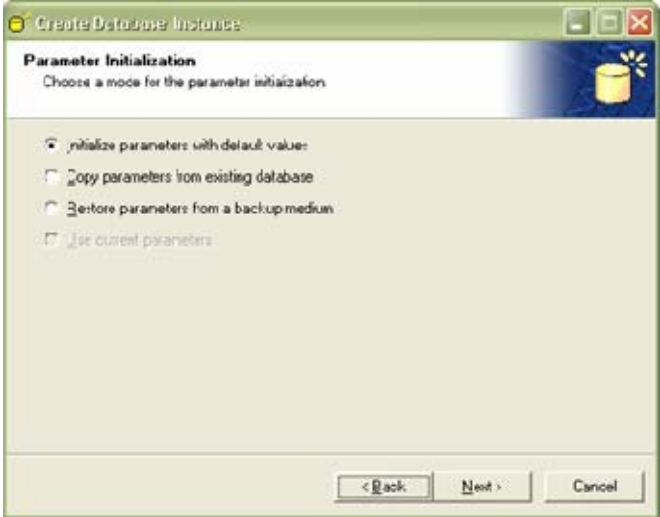 Create Database Instance
Parameter Initialization
Choose a mode for the parameter initialization
Initialize parameters with default values
Copy parameters from existing database
Restore parameters from a backup medium
Use current parameters
< Back
Next >
Cancel